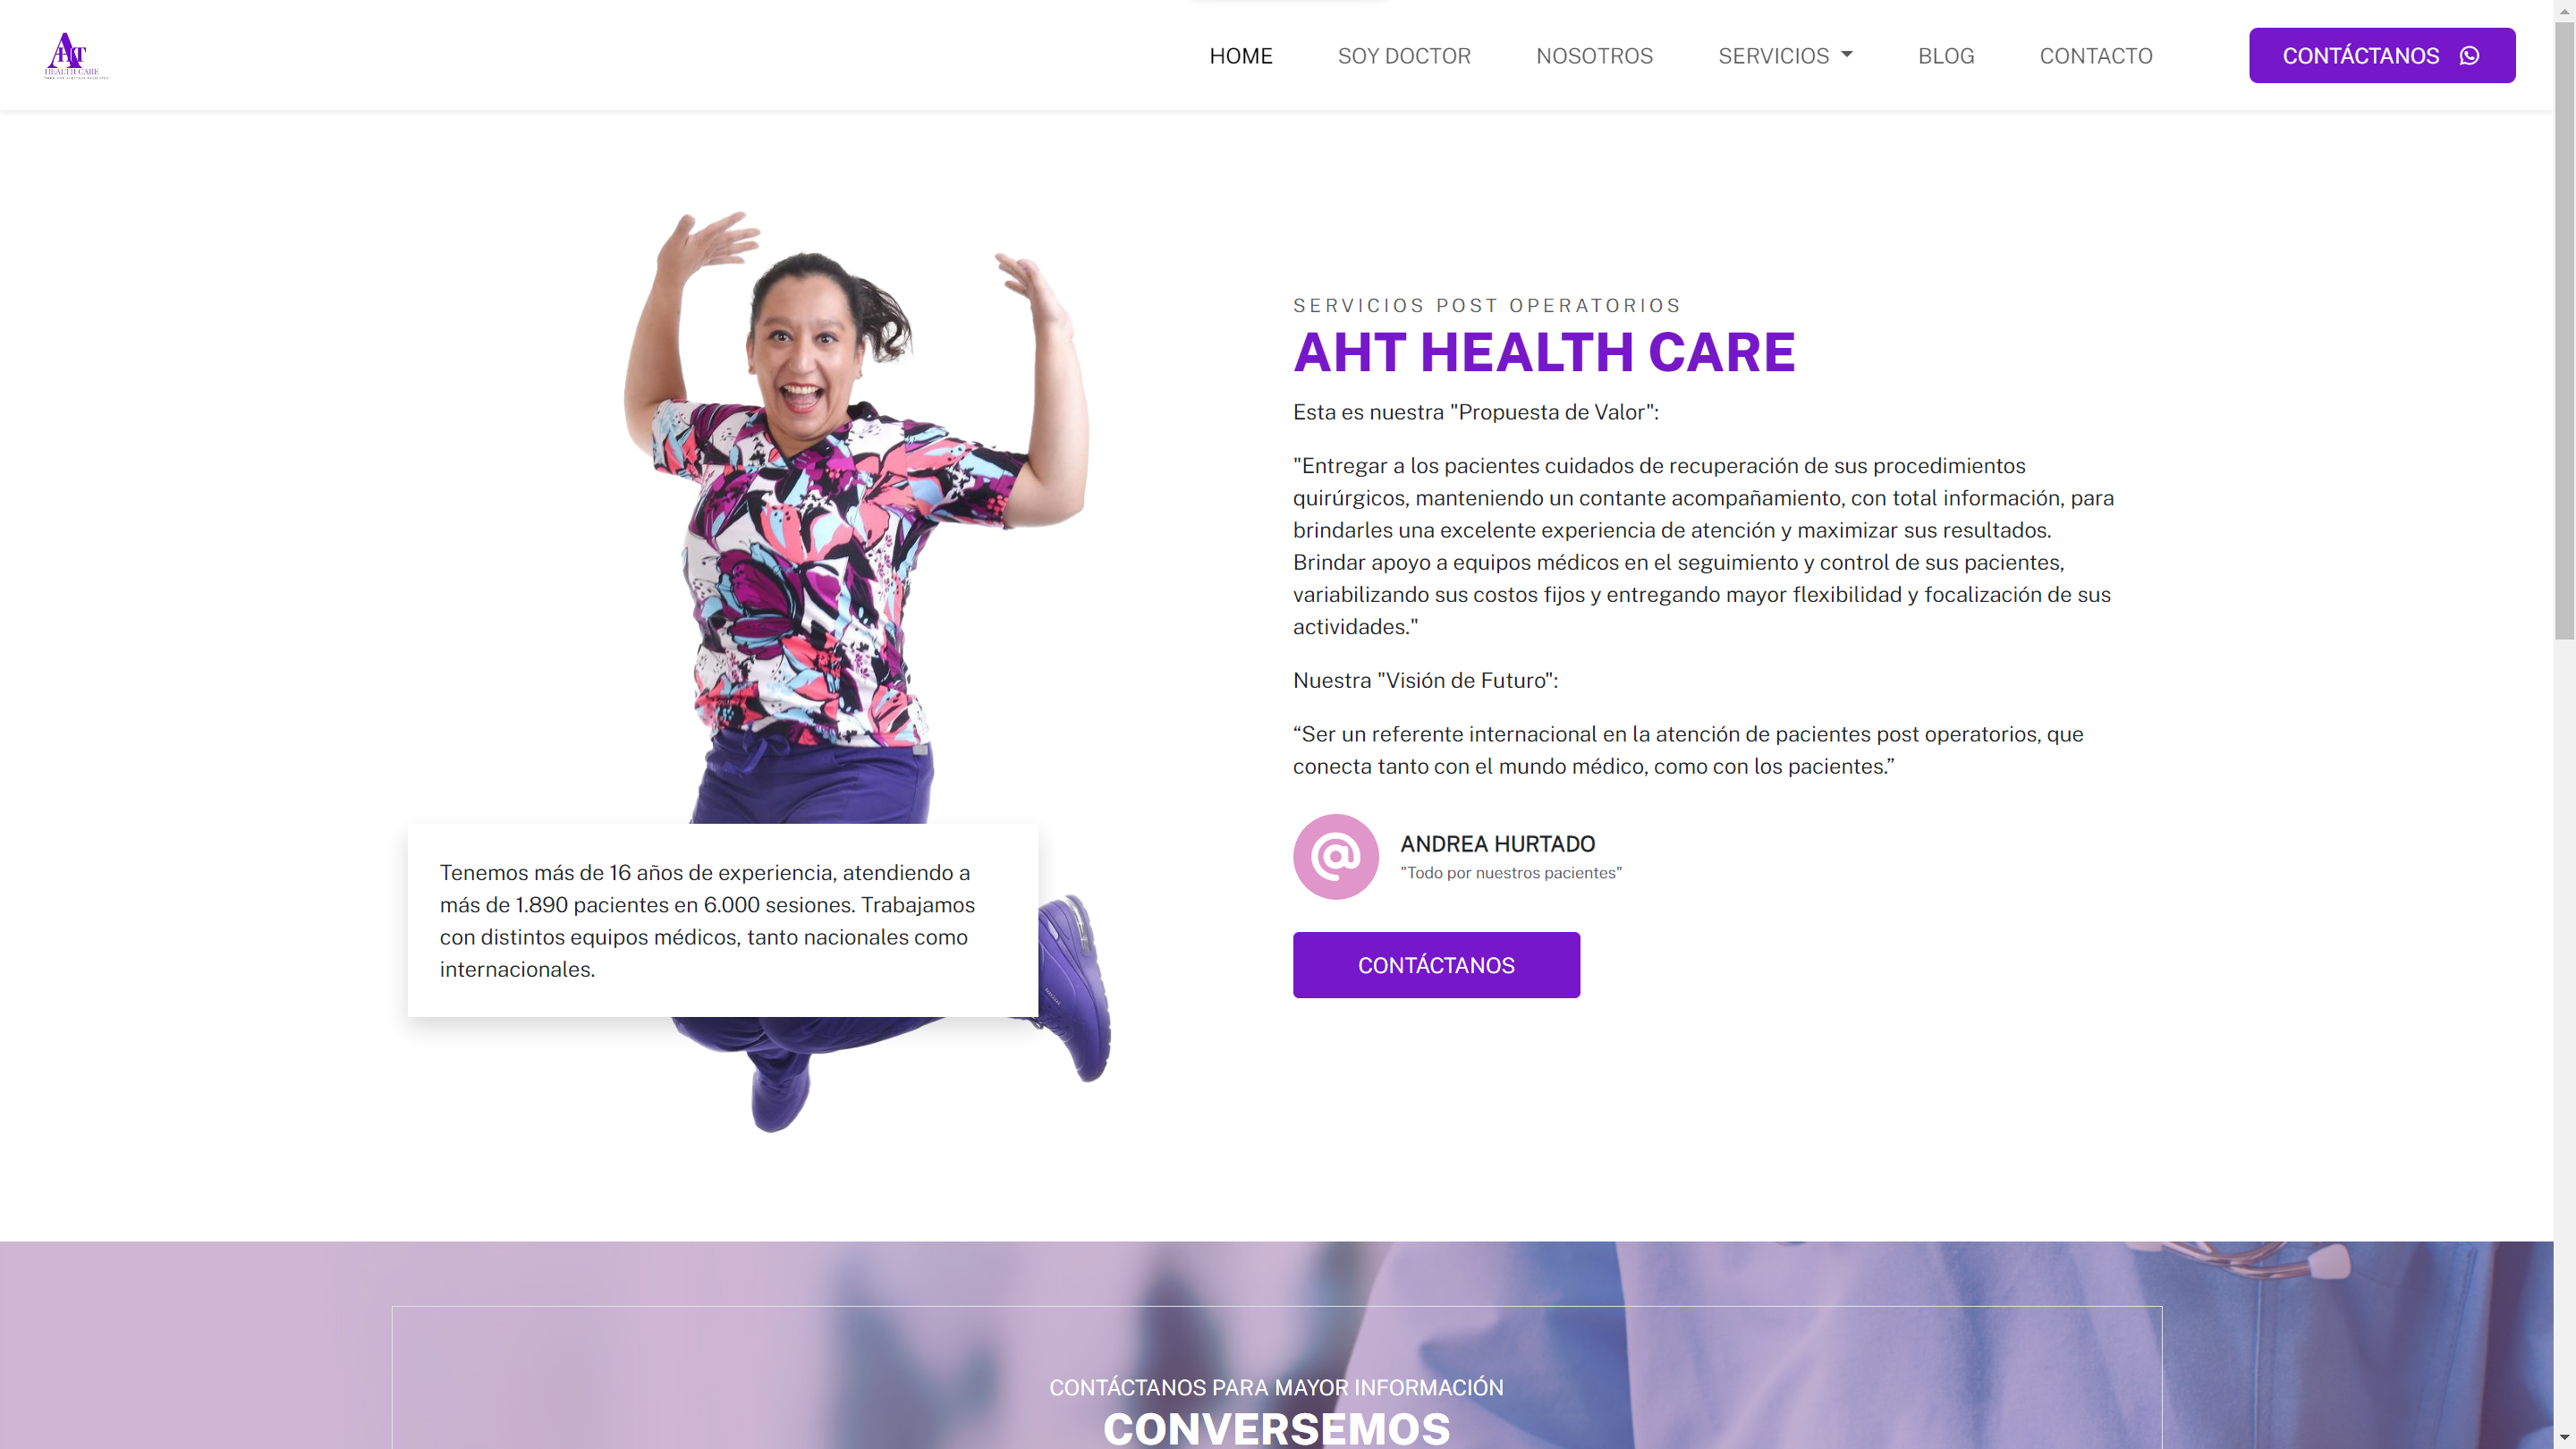 AHT
HEALTH CARE
HOME
SOY DOCTOR
NOSOTROS
SERVICIOS
BLOG
CONTACTO
CONTÁCTANOS
SERVICIOS POST OPERATORIOS
AHT HEALTH CARE
Esta es nuestra "Propuesta de Valor":
"Entregar a los pacientes cuidados de recuperación de sus procedimientos
quirúrgicos, manteniendo un contante acompañamiento, con total información, para
brindarles una excelente experiencia de atención y maximizar sus resultados.
Brindar apoyo a equipos médicos en el seguimiento y control de sus pacientes,
variabilizando sus costos fijos y entregando mayor flexibilidad y focalización de sus
actividades."
Nuestra "Visión de Futuro":
“Ser un referente internacional en la atención de pacientes post operatorios, que
conecta tanto con el mundo médico, como con los pacientes.”
ANDREA HURTADO
"Todo por nuestros pacientes"
CONTÁCTANOS
Tenemos más de 16 años de experiencia, atendiendo a
más de 1.890 pacientes en 6.000 sesiones. Trabajamos
con distintos equipos médicos, tanto nacionales como
internacionales.
CONTÁCTANOS PARA MAYOR INFORMACIÓN
CONVERSEMOS